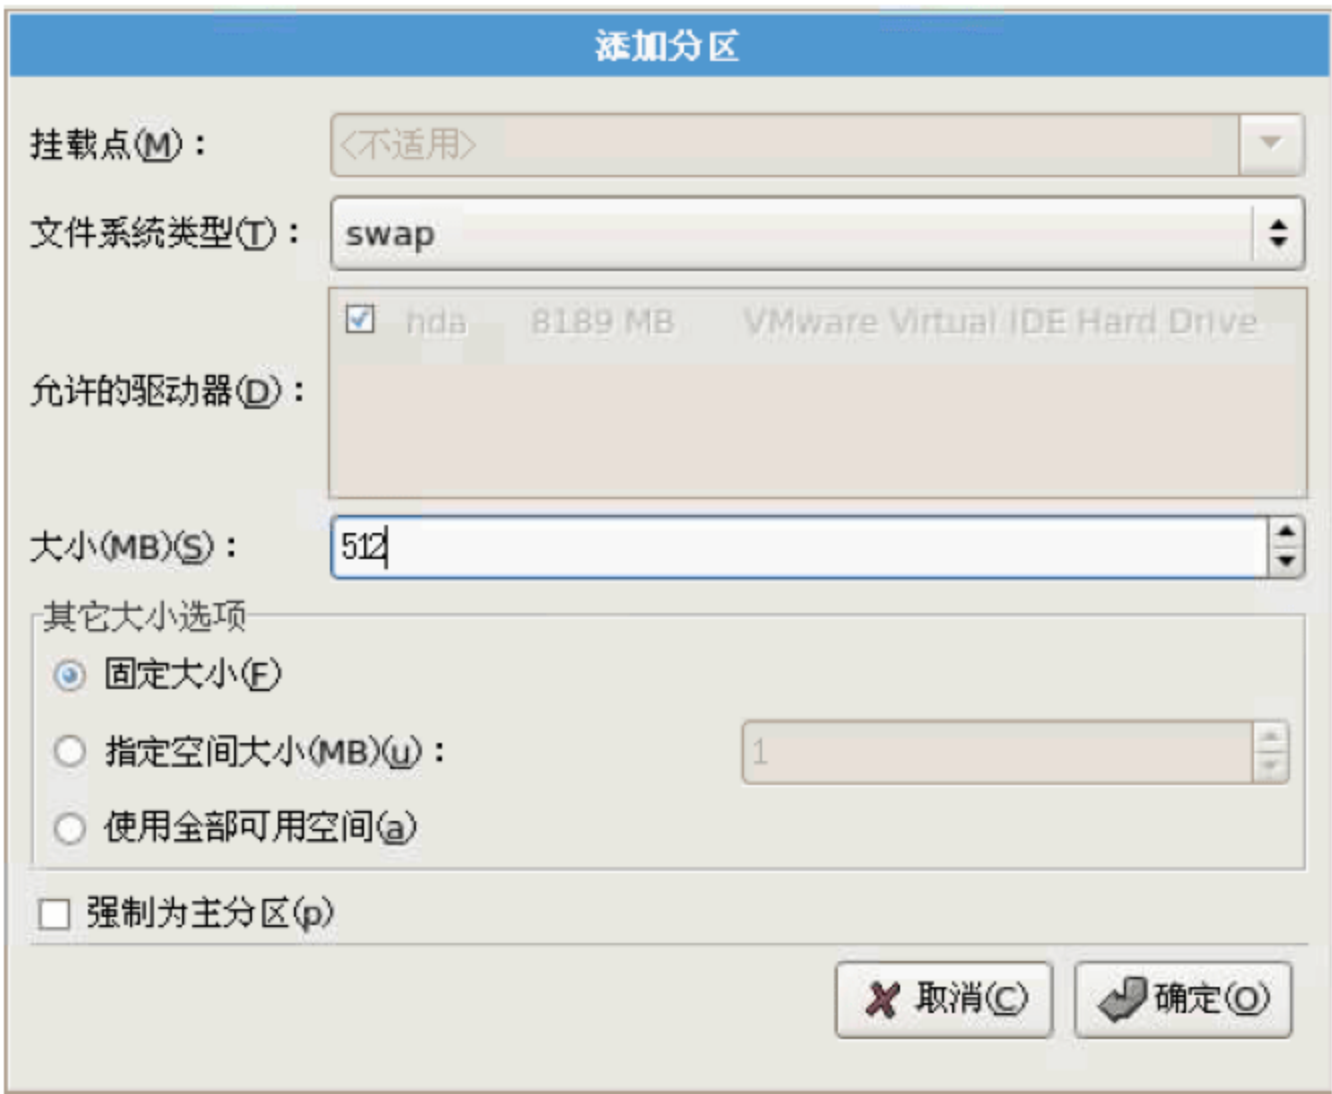 添加分区
挂载点(M)：
<不适用>
文件系统类型(T)：
swap
允许的驱动器(D)：
hda 8189 MB VMware Virtual IDE Hard Drive
大小(MB)(S)：
512
其它大小选项
固定大小(F)
指定空间大小(MB)(u)：
1
使用全部可用空间(a)
强制为主分区(p)
取消(C)
确定(O)